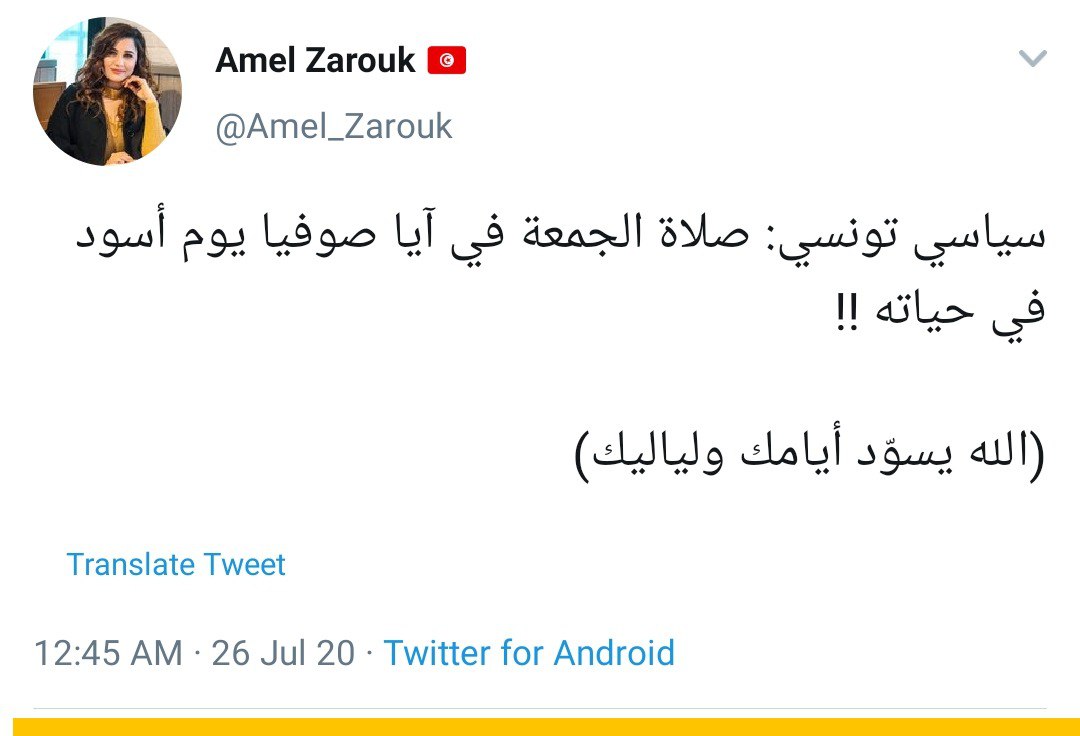 Amel Zarouk 🇹🇳
@Amel_Zarouk
سياسي تونسي: صلاة الجمعة في آيا صوفيا يوم أسود
في حياته !!
(الله يسوّد أيامك ولياليك)
Translate Tweet
12:45 AM · 26 Jul 20 · Twitter for Android